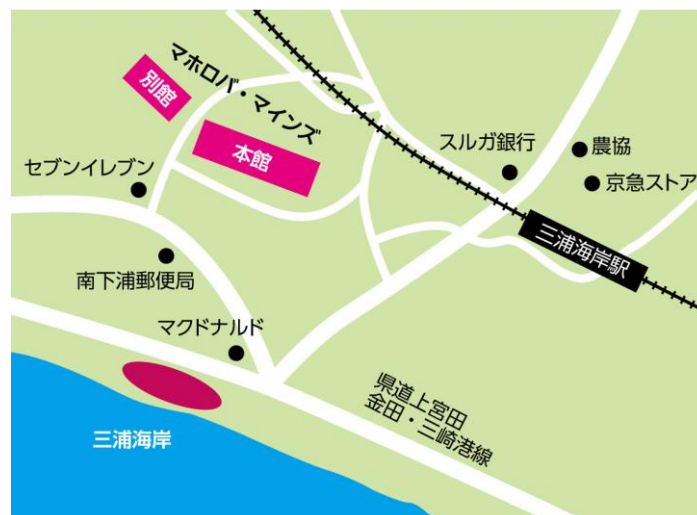 マホロバ・マインズ
別館
本館
セブンイレブン
南下浦郵便局
マクドナルド
スルガ銀行
農協
京急ストア
三浦海岸駅
県道上宮田
金田・三崎港線
三浦海岸